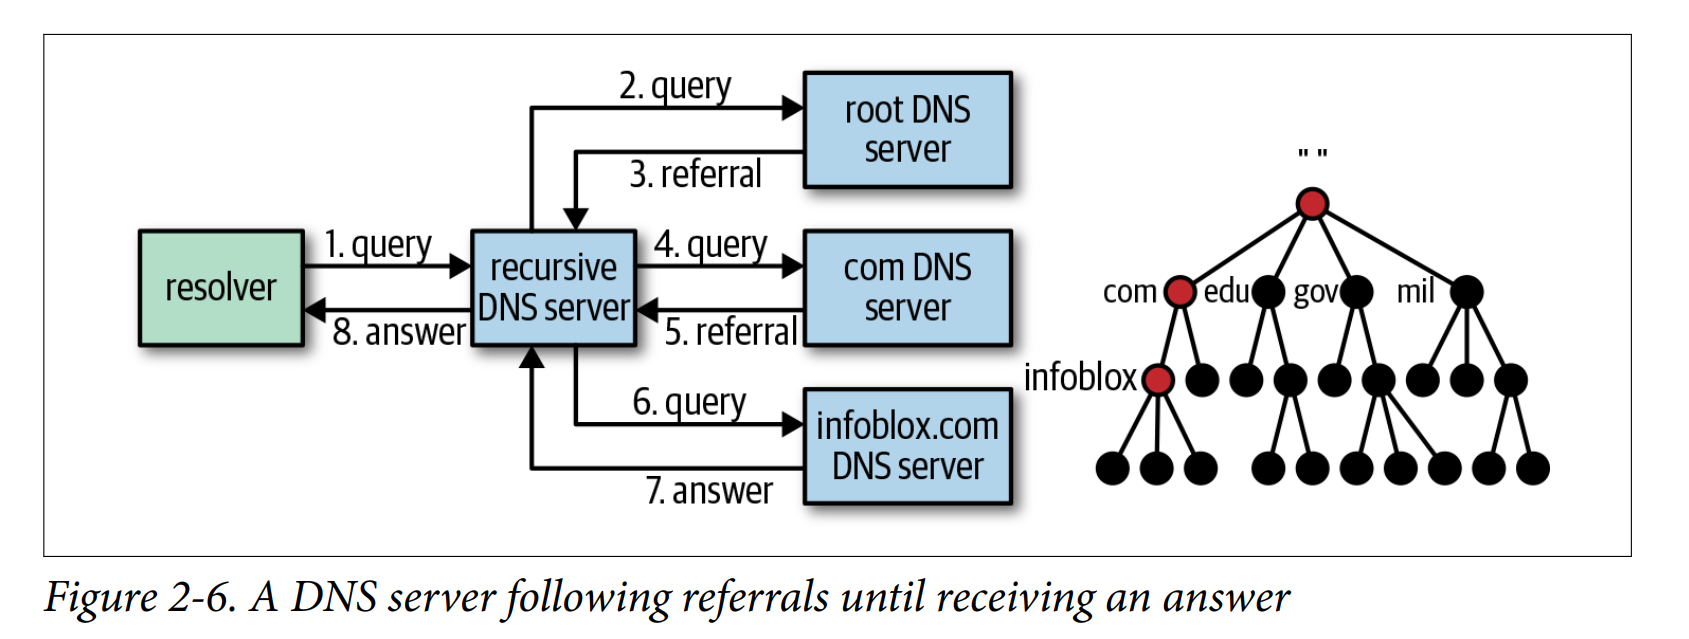 2. query
root DNS
server
3. referral
1. query
resolver
8. answer
recursive
DNS server
4. query
com DNS
server
5. referral
6. query
infoblox.com
DNS server
7. answer
" "
com
edu
gov
mil
infoblox
Figure 2-6. A DNS server following referrals until receiving an answer